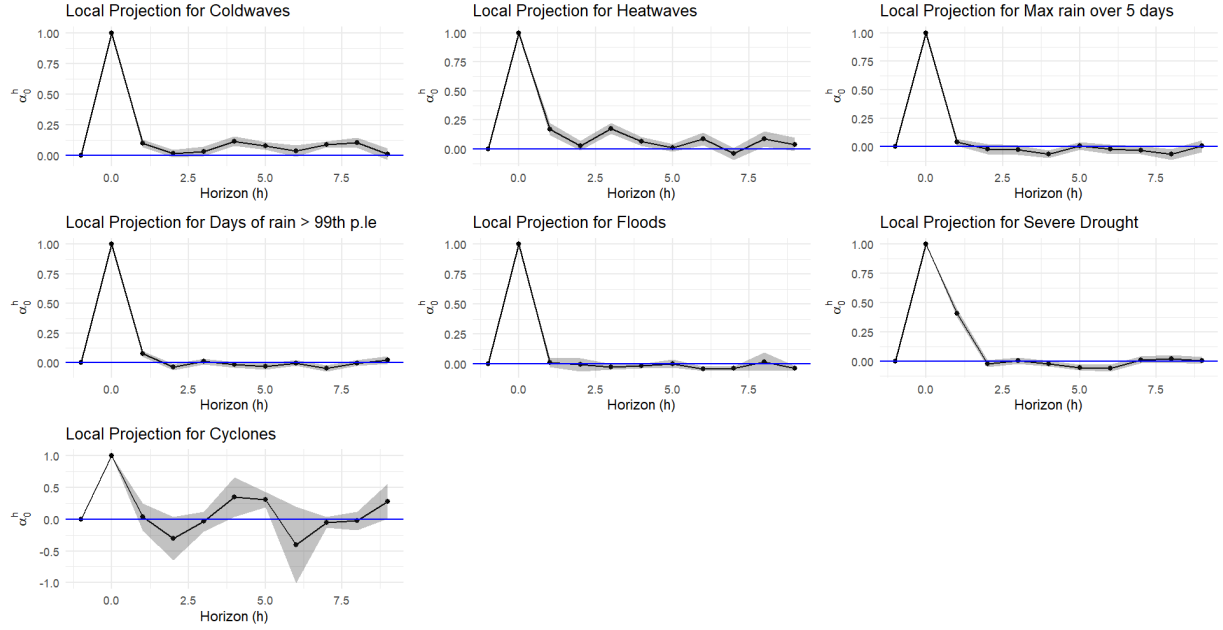 Local Projection for Coldwaves
1.00
0.75
0.50
0.25
0.00
α₀ʰ
0.0 2.5 5.0 7.5
Horizon (h)
Local Projection for Heatwaves
1.00
0.75
0.50
0.25
0.00
α₀ʰ
0.0 2.5 5.0 7.5
Horizon (h)
Local Projection for Max rain over 5 days
1.00
0.75
0.50
0.25
0.00
α₀ʰ
0.0 2.5 5.0 7.5
Horizon (h)
Local Projection for Days of rain > 99th p.le
1.00
0.75
0.50
0.25
0.00
α₀ʰ
0.0 2.5 5.0 7.5
Horizon (h)
Local Projection for Floods
1.00
0.75
0.50
0.25
0.00
α₀ʰ
0.0 2.5 5.0 7.5
Horizon (h)
Local Projection for Severe Drought
1.00
0.75
0.50
0.25
0.00
α₀ʰ
0.0 2.5 5.0 7.5
Horizon (h)
Local Projection for Cyclones
1.0
0.5
0.0
-0.5
-1.0
α₀ʰ
0.0 2.5 5.0 7.5
Horizon (h)